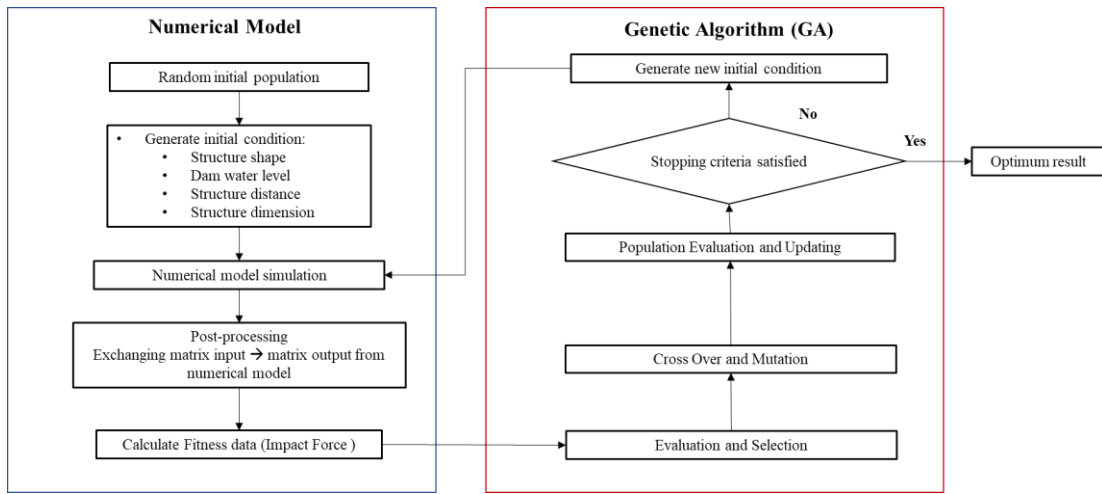 Numerical Model
Random initial population
• Generate initial condition:
• Structure shape
• Dam water level
• Structure distance
• Structure dimension
Numerical model simulation
Post-processing
Exchanging matrix input → matrix output from
numerical model
Calculate Fitness data (Impact Force )
Genetic Algorithm (GA)
Generate new initial condition
No
Yes
Stopping criteria satisfied
Optimum result
Population Evaluation and Updating
Cross Over and Mutation
Evaluation and Selection